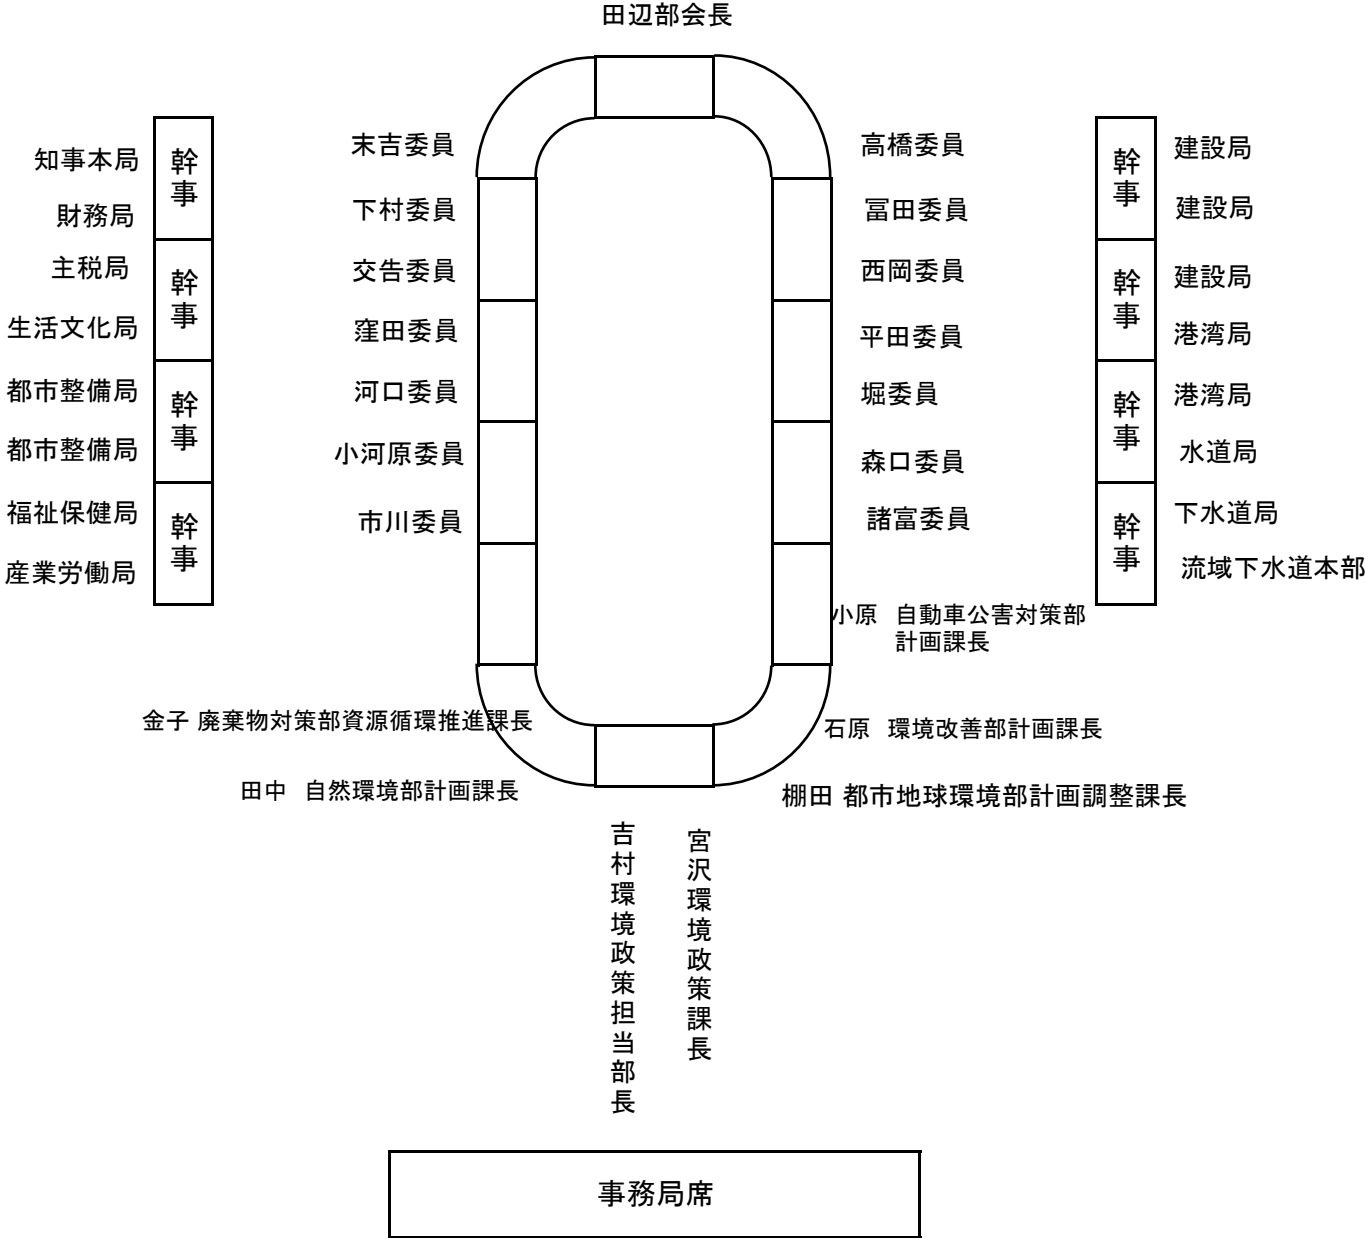 田辺部会長
末吉委員
下村委員
交告委員
窪田委員
河口委員
小河原委員
市川委員
高橋委員
冨田委員
西岡委員
平田委員
堀委員
森口委員
諸富委員
知事本局
財務局
主税局
生活文化局
都市整備局
都市整備局
福祉保健局
産業労働局
幹事
幹事
幹事
幹事
幹事
幹事
幹事
幹事
建設局
建設局
建設局
港湾局
港湾局
水道局
下水道局
流域下水道本部
小原 自動車公害対策部
計画課長
金子 廃棄物対策部資源循環推進課長
石原 環境改善部計画課長
田中 自然環境部計画課長
棚田 都市地球環境部計画調整課長
吉村環境政策担当部長
宮沢環境政策課長
事務局席